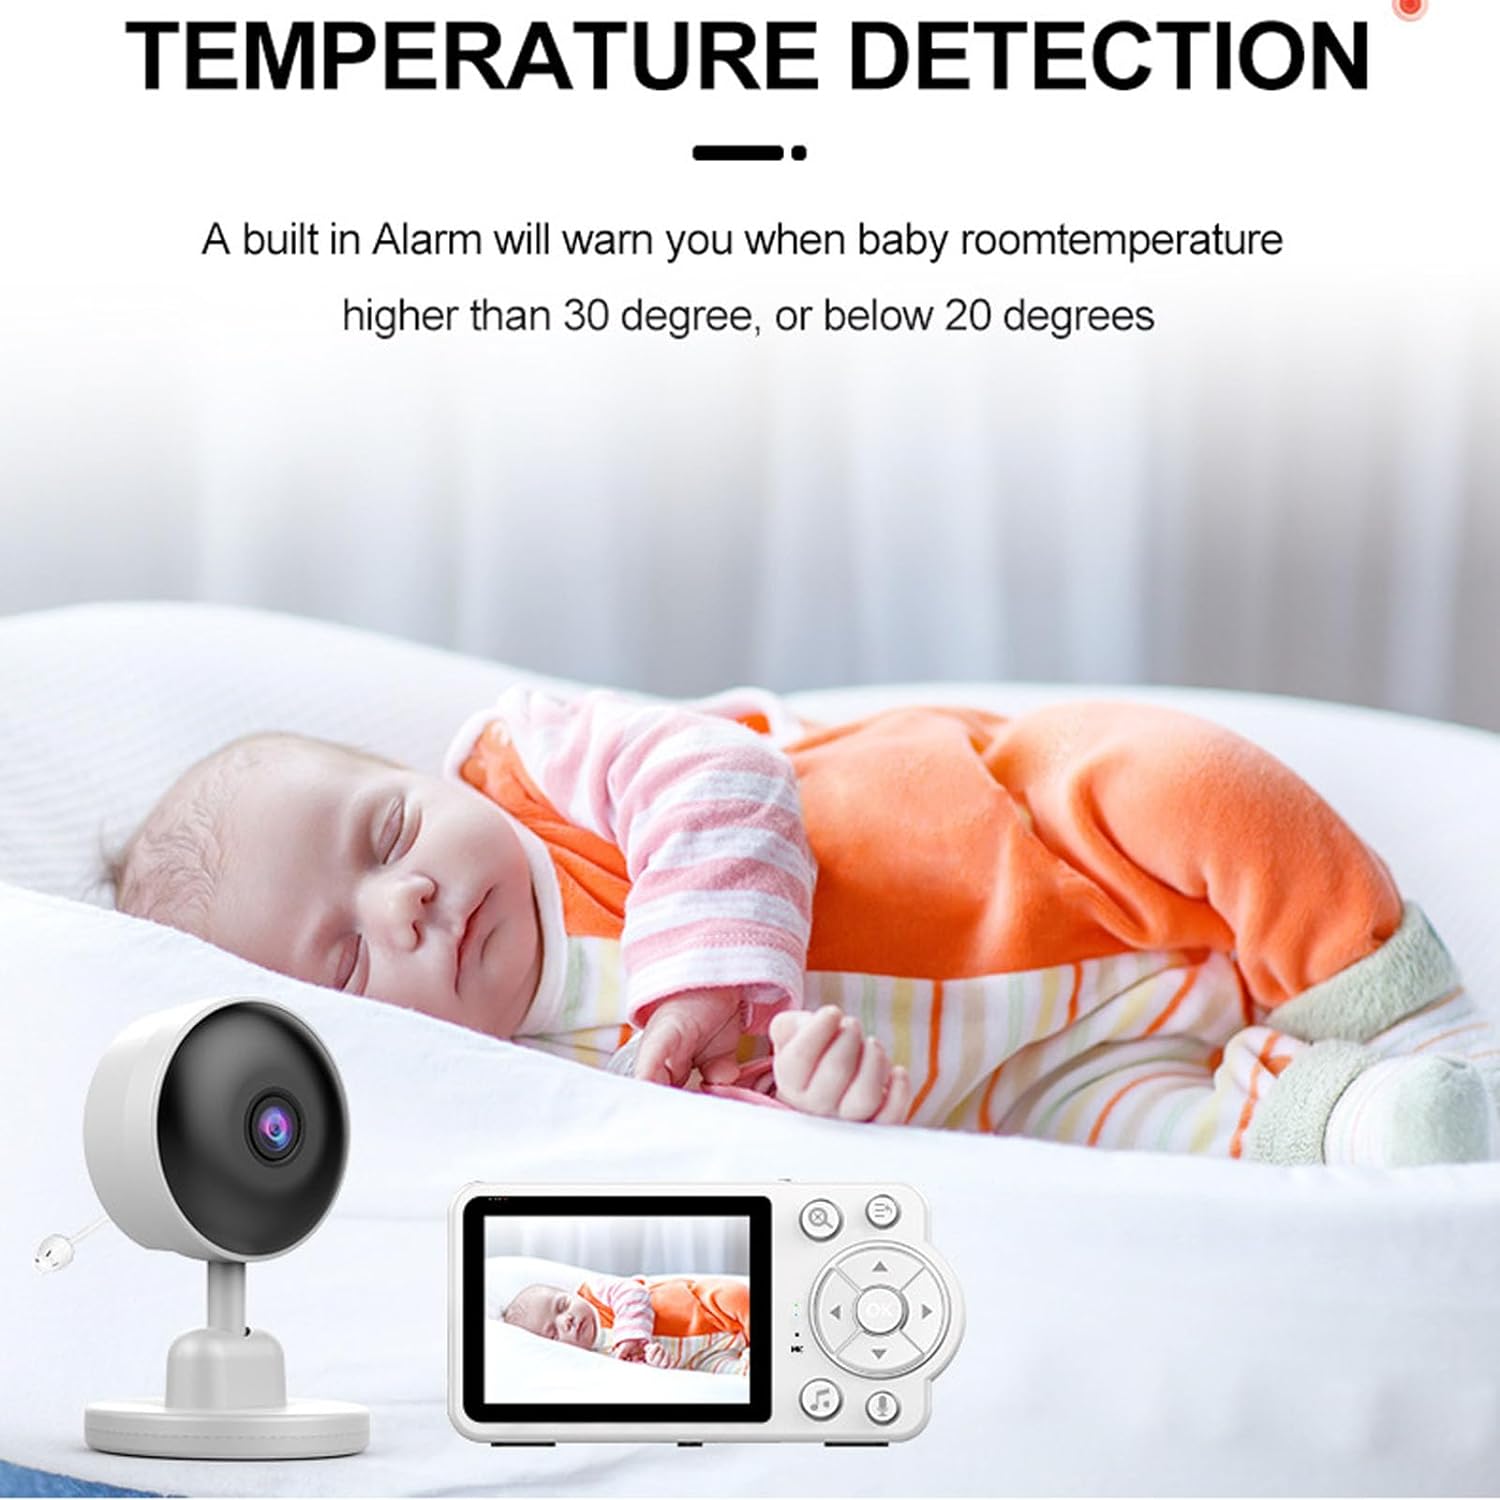 TEMPERATURE DETECTION
A built in Alarm will warn you when baby roomtemperature
higher than 30 degree, or below 20 degrees
OK